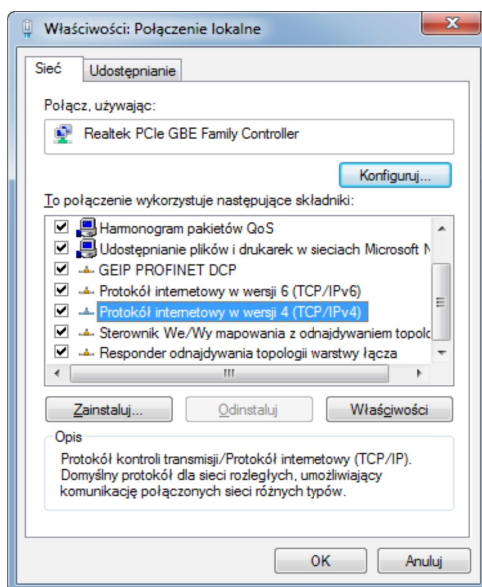 Właściwości: Połączenie lokalne
Sieć Udostępnianie
Połącz, używając:
Realtek PCIe GBE Family Controller
Konfiguruj...
To połączenie wykorzystuje następujące składniki:
Harmonogram pakietów QoS
Udostępnianie plików i drukarek w sieciach Microsoft N
GEIP PROFINET DCP
Protokół internetowy w wersji 6 (TCP/IPv6)
Protokół internetowy w wersji 4 (TCP/IPv4)
Sterownik We/Wy mapowania z odnajdywaniem topolc
Responder odnajdywania topologii warstwy łącza
Zainstaluj... Odinstaluj Właściwości
Opis
Protokół kontroli transmisji/Protokół internetowy (TCP/IP).
Domyślny protokół dla sieci rozległych, umożliwiający
komunikację połączonych sieci różnych typów.
OK Anuluj